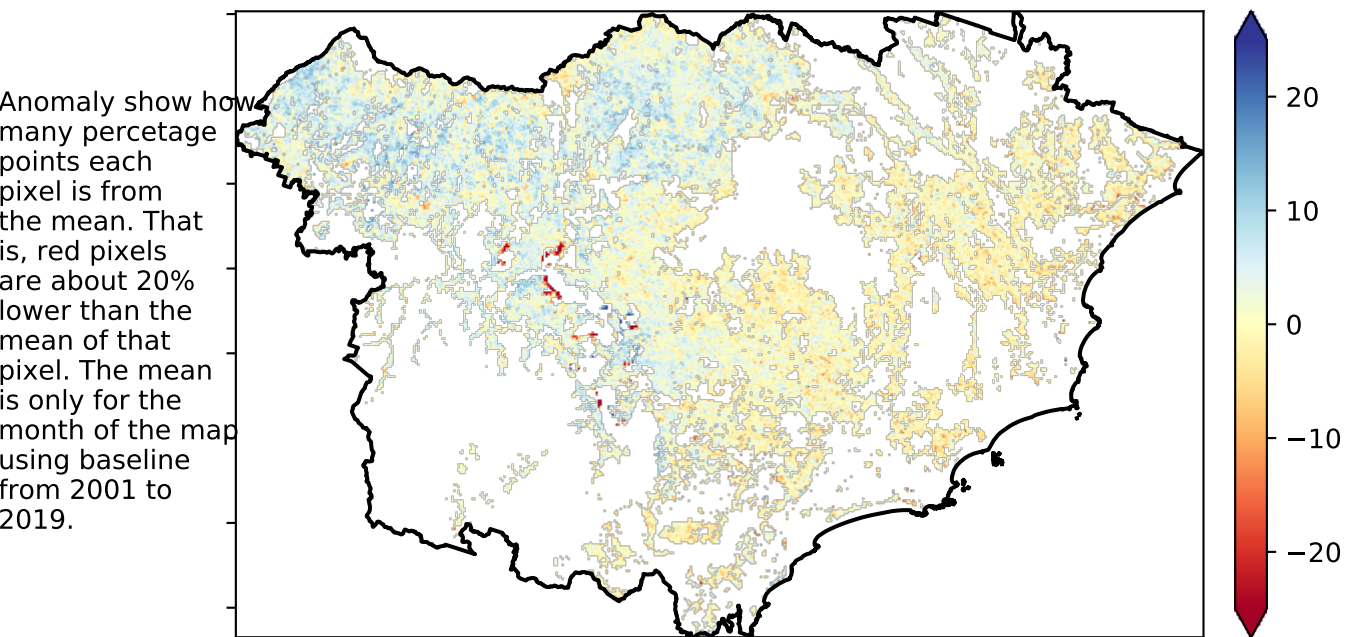 Anomaly show how
many percetage
points each
pixel is from
the mean. That
is, red pixels
are about 20%
lower than the
mean of that
pixel. The mean
is only for the
month of the map
using baseline
from 2001 to
2019.
20
10
0
−10
−20